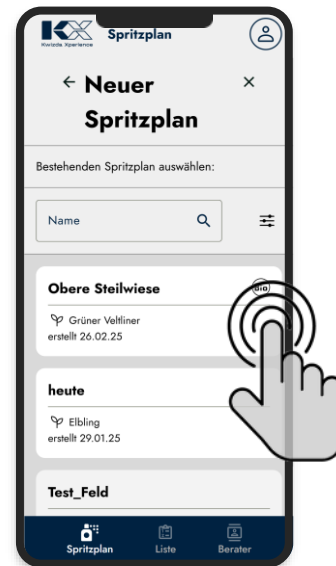 KX
Kwizda Xperience
Spritzplan
Neuer
Spritzplan
Bestehenden Spritzplan auswählen:
Name
Obere Steilwiese
Bio
Grüner Veltliner
erstellt 26.02.25
heute
Elbling
erstellt 29.01.25
Test_Feld
Spritzplan
Liste
Berater